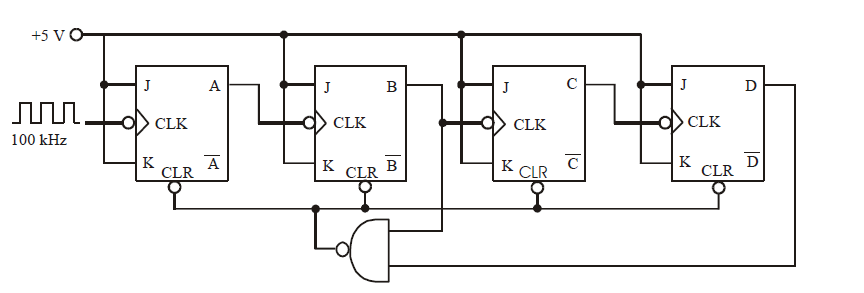 +5 V
J A J B J C J D
CLK CLK CLK CLK
100 kHz
K CLR A̅ K CLR B̅ K CLR C̅ K CLR D̅